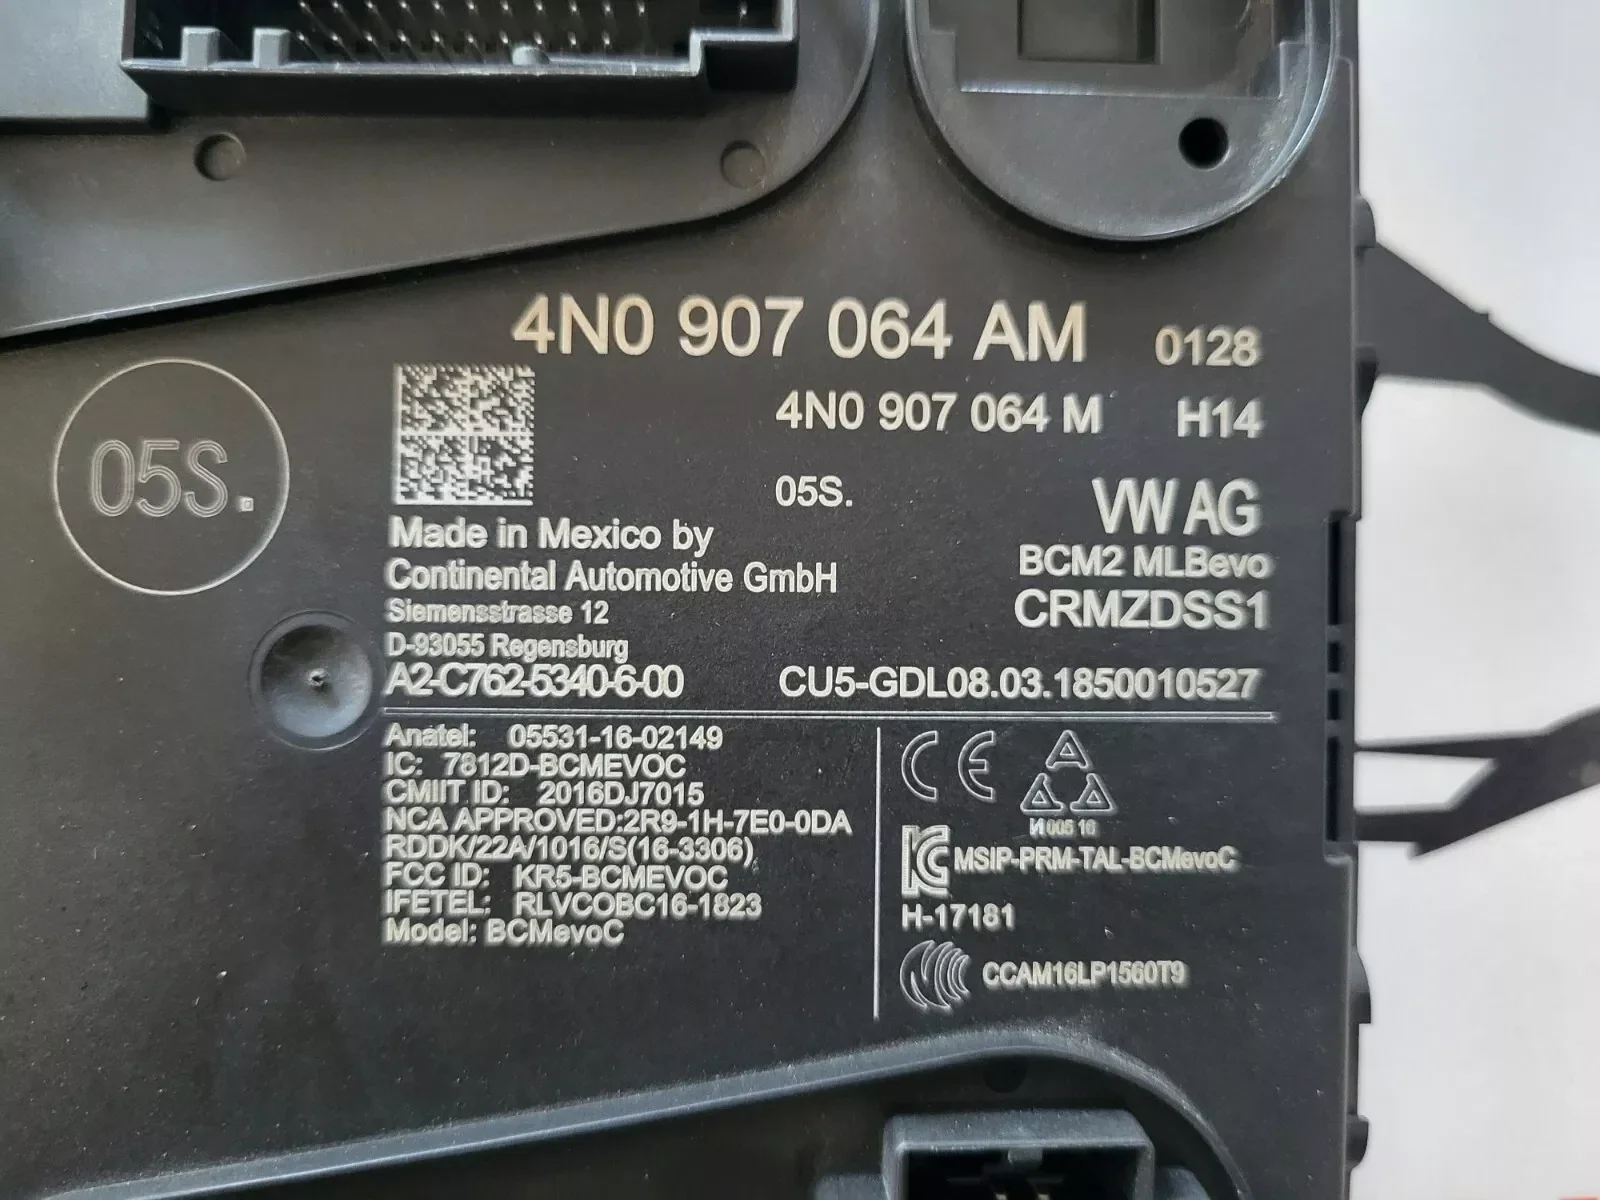 4N0 907 064 AM 0128
4N0 907 064 M H14
05S.
05S.
VW AG
Made in Mexico by
BCM2 MLBevo
Continental Automotive GmbH
CRMZDSS1
Siemensstrasse 12
D-93055 Regensburg
A2-C762-5340-6-00 CU5-GDL08.03.1850010527
Anatel: 05531-16-02149
IC: 7812D-BCMEVOC
CMIIT ID: 2016DJ7015
NCA APPROVED:2R9-1H-7E0-0DA
RDDK/22A/1016/S(16-3306)
FCC ID: KR5-BCMEVOC
IFETEL: RLVCOBC16-1823
Model: BCMevoC
CE
И 005 16
MSIP-PRM-TAL-BCMevoC
H-17181
CCAM16LP1560T9